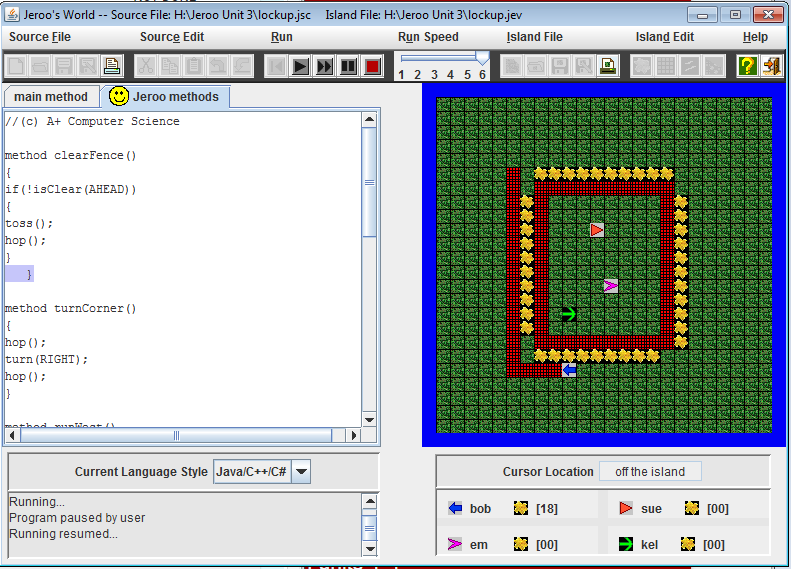 Jeroo's World -- Source File: H:\Jeroo Unit 3\lockup.jsc    Island File: H:\Jeroo Unit 3\lockup.jev
Source File Source Edit Run Run Speed Island File Island Edit Help
1 2 3 4 5 6
main method Jeroo methods
//(c) A+ Computer Science
method clearFence()
{
if(!isClear(AHEAD))
{
toss();
hop();
}
}
method turnCorner()
{
hop();
turn(RIGHT);
hop();
}
method runWest()
Current Language Style Java/C++/C#
Running...
Program paused by user
Running resumed...
Cursor Location off the island
bob [18] sue [00]
em [00] kel [00]